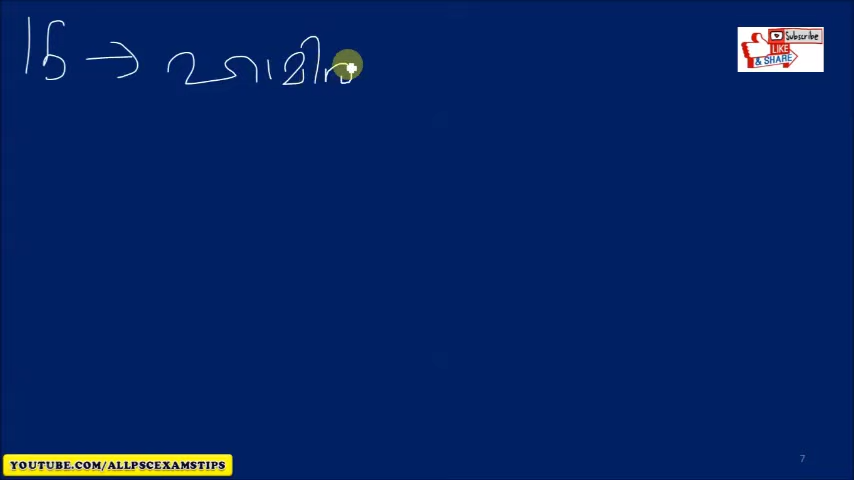 15 →
Subscribe
LIKE
& SHARE
YOUTUBE.COM/ALLPSCEXAMSTIPS
7